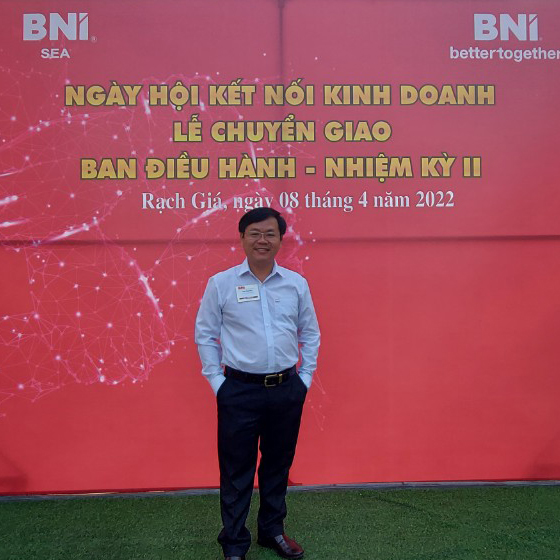 BNI®
SEA
BNI®
bettertogether
NGÀY HỘI KẾT NỐI KINH DOANH
LỄ CHUYỂN GIAO
BAN ĐIỀU HÀNH - NHIỆM KỲ II
Rạch Giá, ngày 08 tháng 4 năm 2022
BNI